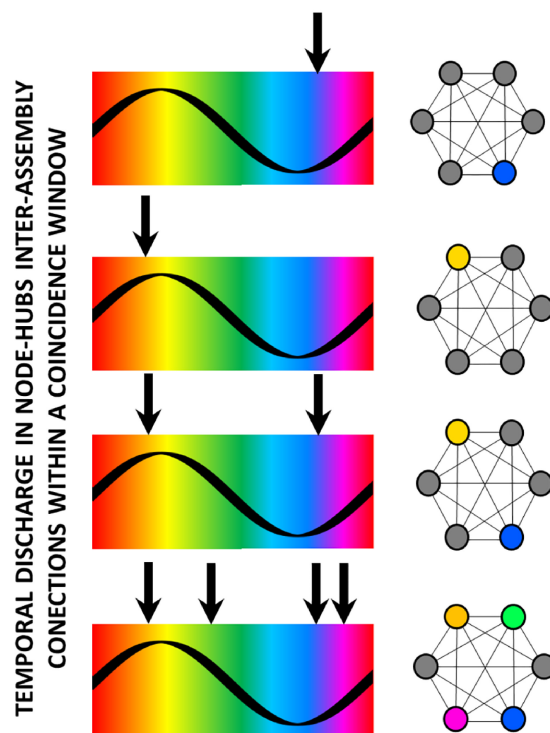 TEMPORAL DISCHARGE IN NODE-HUBS INTER-ASSEMBLY
CONECTIONS WITHIN A COINCIDENCE WINDOW